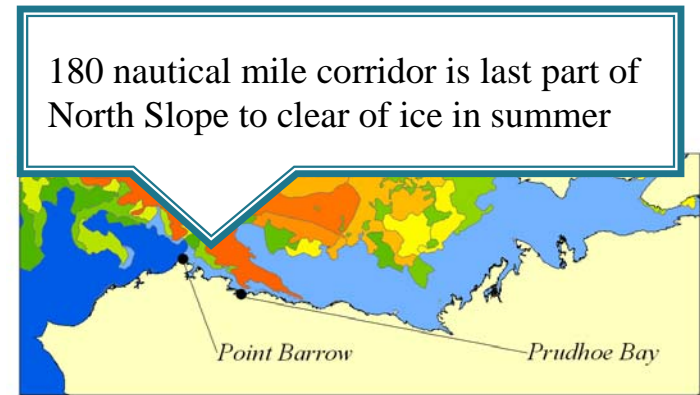 180 nautical mile corridor is last part of
North Slope to clear of ice in summer
Point Barrow
Prudhoe Bay